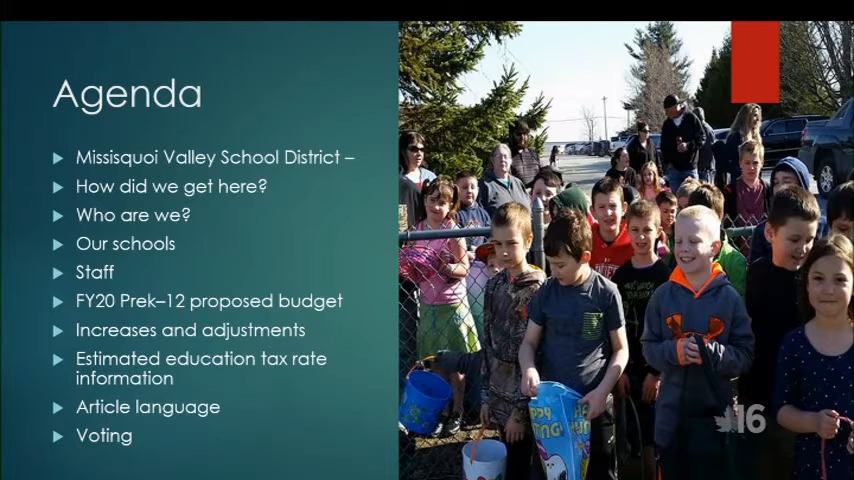 Agenda
Missisquoi Valley School District –
How did we get here?
Who are we?
Our schools
Staff
FY20 Prek–12 proposed budget
Increases and adjustments
Estimated education tax rate
information
Article language
Voting
16